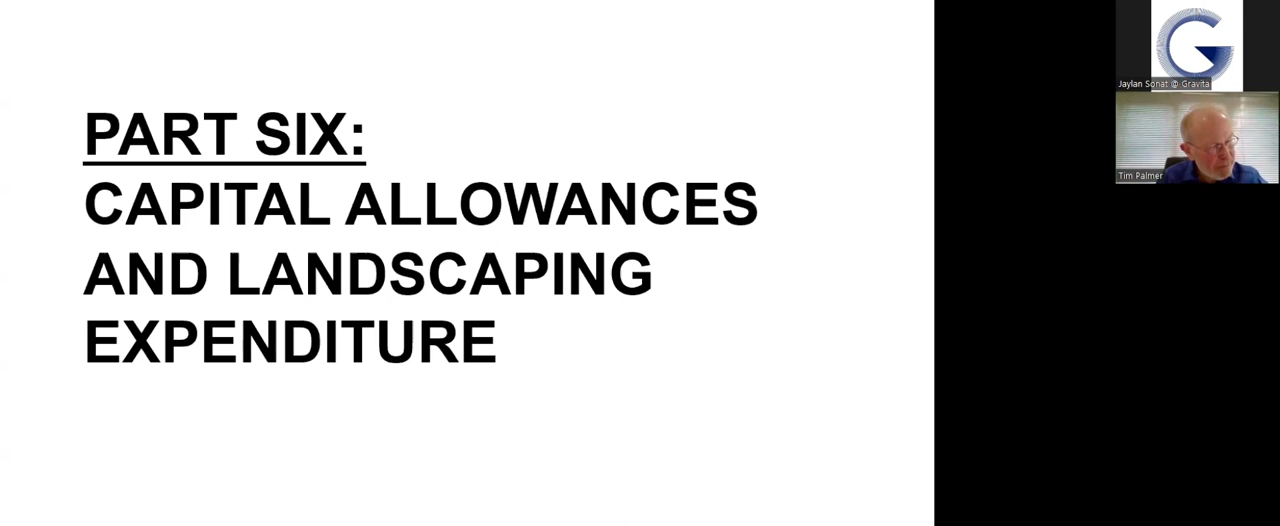 PART SIX:
CAPITAL ALLOWANCES
AND LANDSCAPING
EXPENDITURE
G
Jaylan Sonat @ Gravita
Tim Palmer